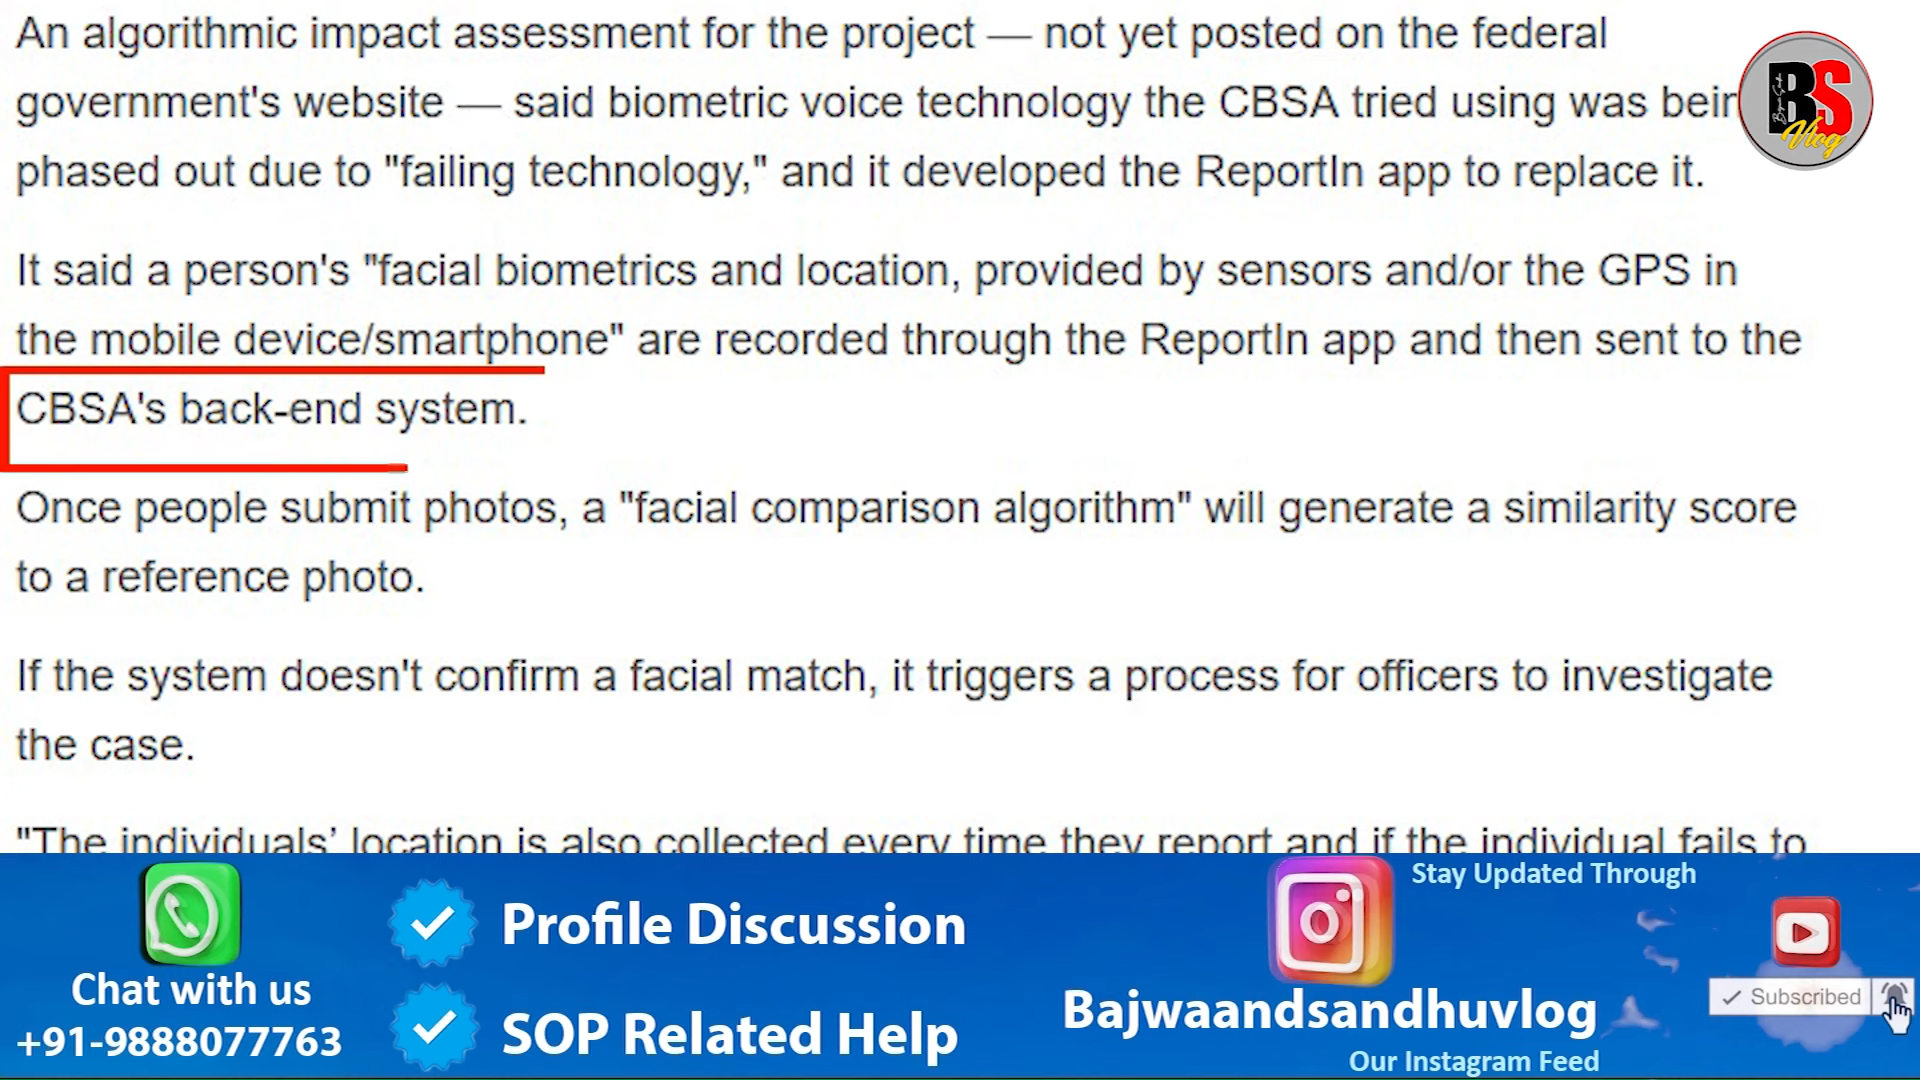 An algorithmic impact assessment for the project — not yet posted on the federal
government's website — said biometric voice technology the CBSA tried using was bein
phased out due to "failing technology," and it developed the ReportIn app to replace it.
It said a person's "facial biometrics and location, provided by sensors and/or the GPS in
the mobile device/smartphone" are recorded through the ReportIn app and then sent to the
CBSA's back-end system.
Once people submit photos, a "facial comparison algorithm" will generate a similarity score
to a reference photo.
If the system doesn't confirm a facial match, it triggers a process for officers to investigate
the case.
"The individuals’ location is also collected every time they report and if the individual fails to
BS
Vlog
Chat with us
+91-9888077763
Profile Discussion
SOP Related Help
Stay Updated Through
Bajwaandsandhuvlog
Our Instagram Feed
Subscribed